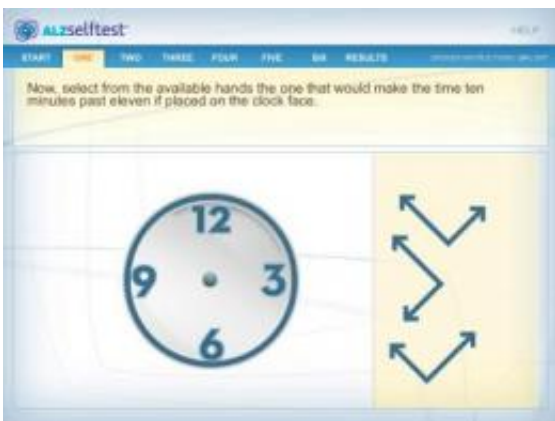 ALZselftest
HELP
START ONE TWO THREE FOUR FIVE SIX RESULTS
Now, select from the available hands the one that would make the time ten
minutes past eleven if placed on the clock face.
12
9 3
6